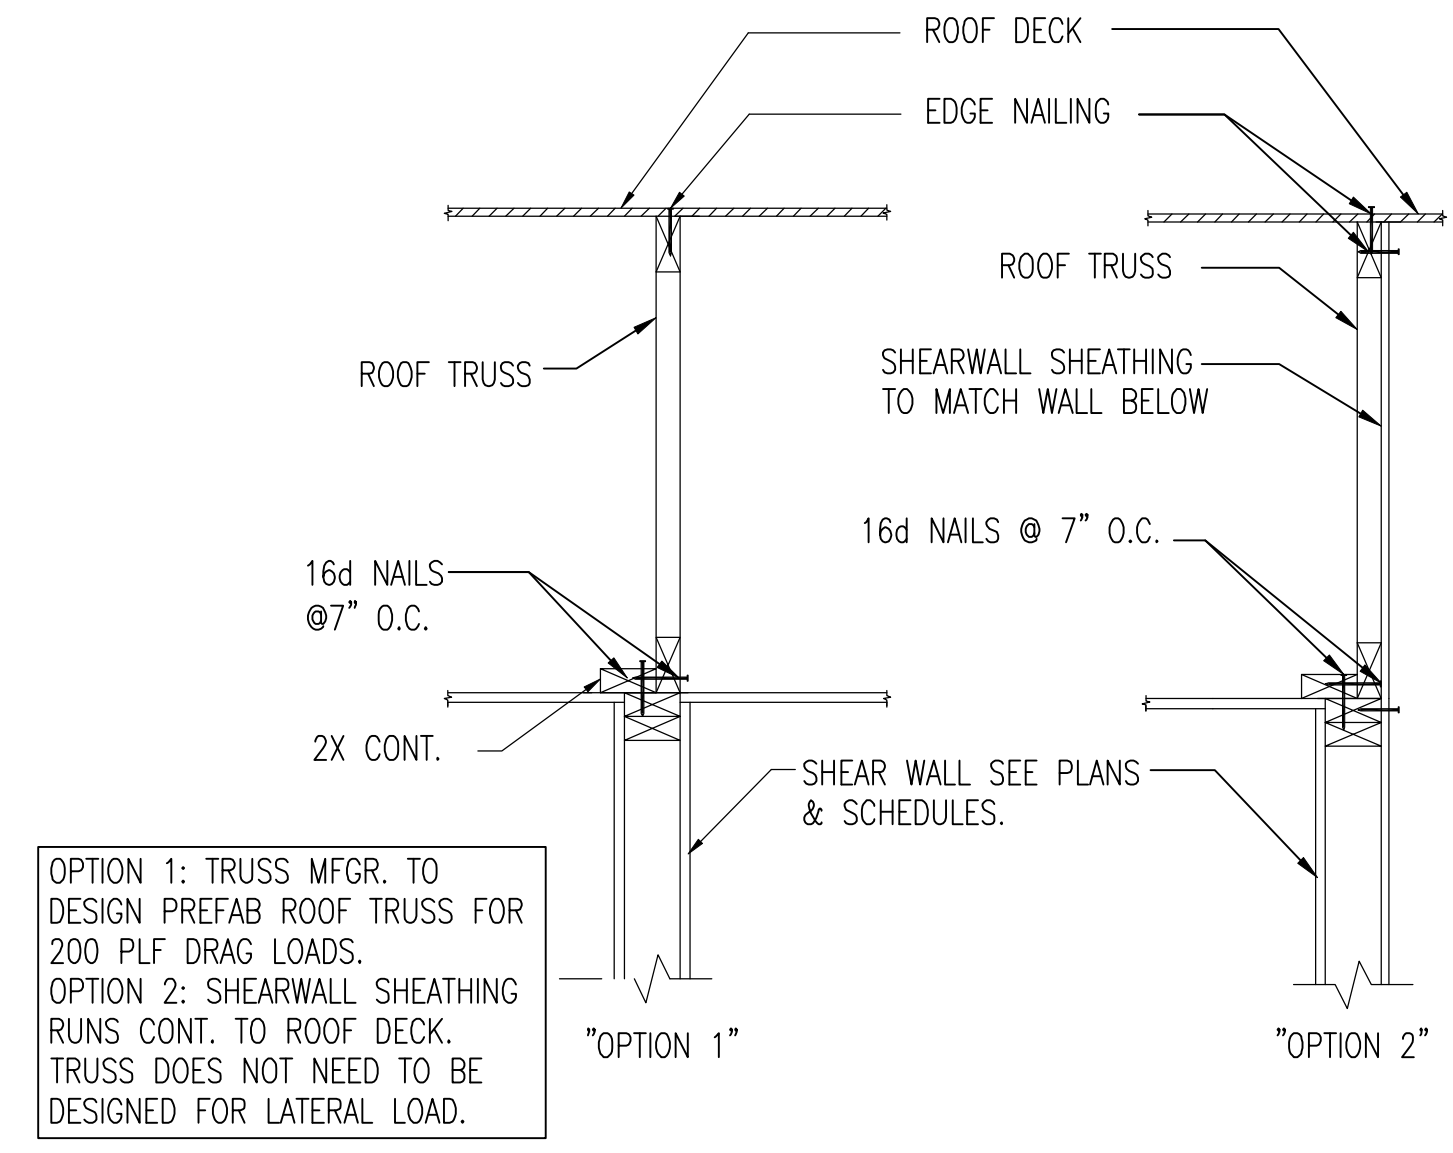 ROOF DECK
EDGE NAILING
ROOF TRUSS
SHEARWALL SHEATHING
TO MATCH WALL BELOW
ROOF TRUSS
16d NAILS @ 7" O.C.
16d NAILS
@7" O.C.
2X CONT.
SHEAR WALL SEE PLANS
& SCHEDULES.
OPTION 1: TRUSS MFGR. TO
DESIGN PREFAB ROOF TRUSS FOR
200 PLF DRAG LOADS.
OPTION 2: SHEARWALL SHEATHING
RUNS CONT. TO ROOF DECK.
TRUSS DOES NOT NEED TO BE
DESIGNED FOR LATERAL LOAD.
"OPTION 1"
"OPTION 2"